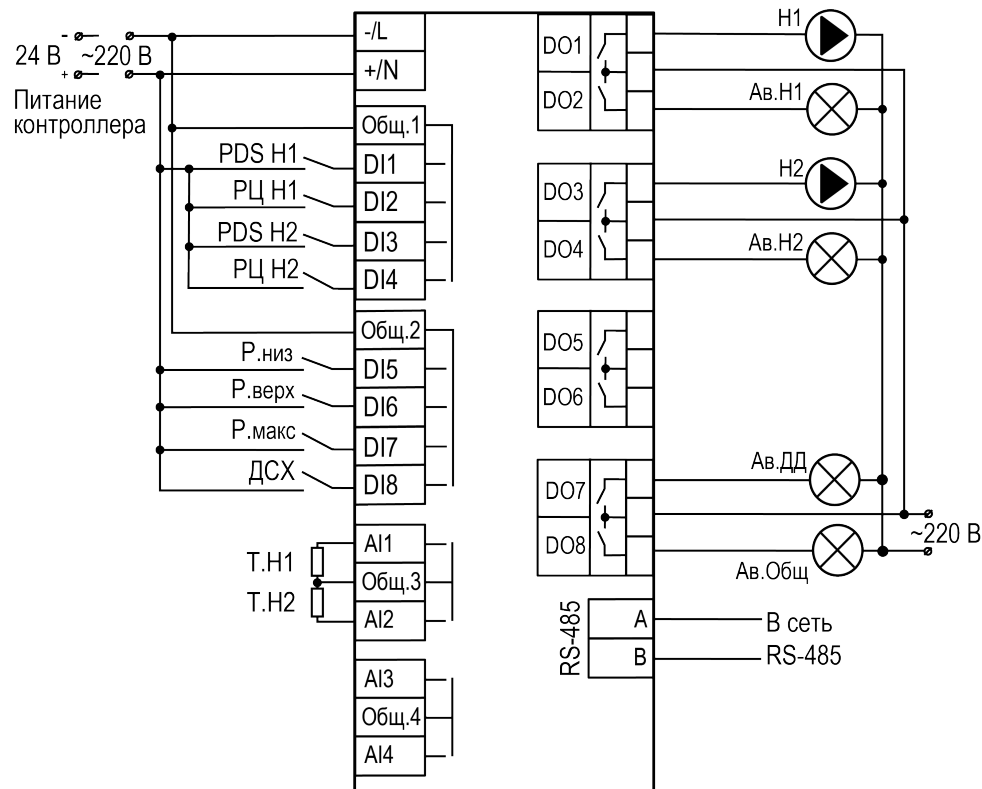 -
24 В ~220 В
+
Питание
контроллера
-/L
+/N
Общ.1
PDS Н1
DI1
РЦ Н1
DI2
PDS Н2
DI3
РЦ Н2
DI4
Общ.2
Р.низ
DI5
Р.верх
DI6
Р.макс
DI7
ДСХ
DI8
AI1
Т.Н1
Общ.3
Т.Н2
AI2
AI3
Общ.4
AI4
DO1
Н1
DO2
Ав.Н1
DO3
Н2
DO4
Ав.Н2
DO5
DO6
DO7
Ав.ДД
~220 В
DO8
Ав.Общ
RS-485
A
В сеть
B
RS-485